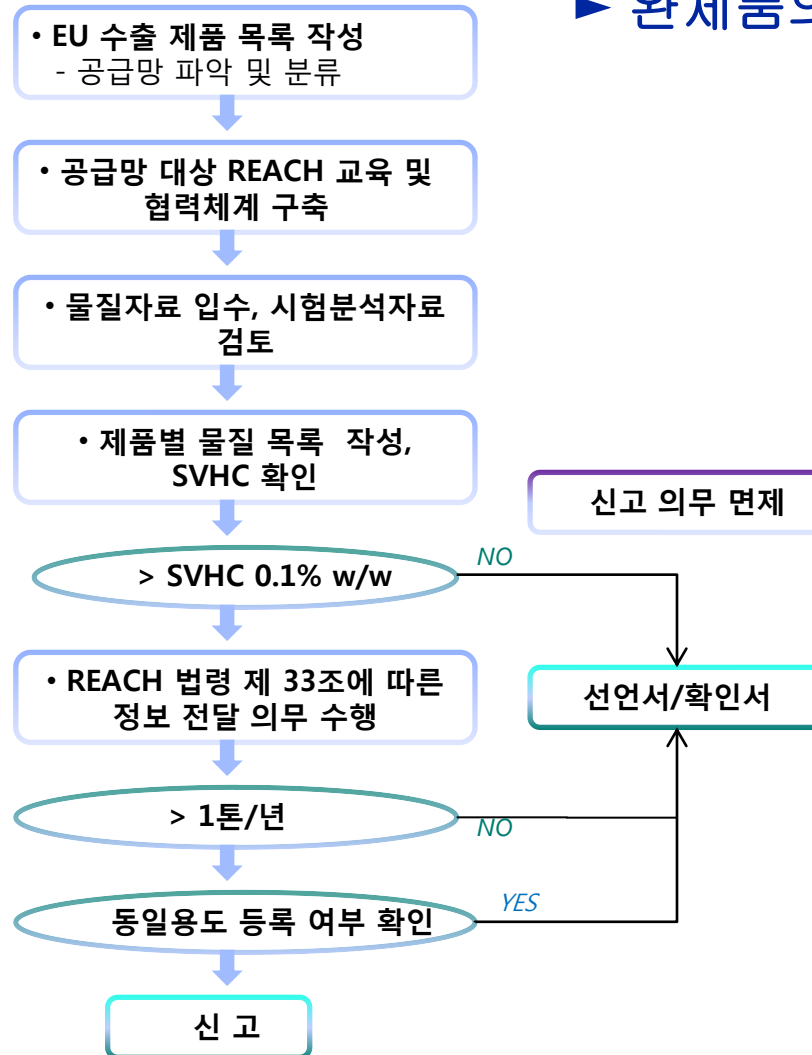 ► 완제품의
• EU 수출 제품 목록 작성
- 공급망 파악 및 분류
• 공급망 대상 REACH 교육 및
협력체계 구축
• 물질자료 입수, 시험분석자료
검토
• 제품별 물질 목록 작성,
SVHC 확인
신고 의무 면제
> SVHC 0.1% w/w
NO
• REACH 법령 제 33조에 따른
정보 전달 의무 수행
선언서/확인서
> 1톤/년
NO
동일용도 등록 여부 확인
YES
신 고